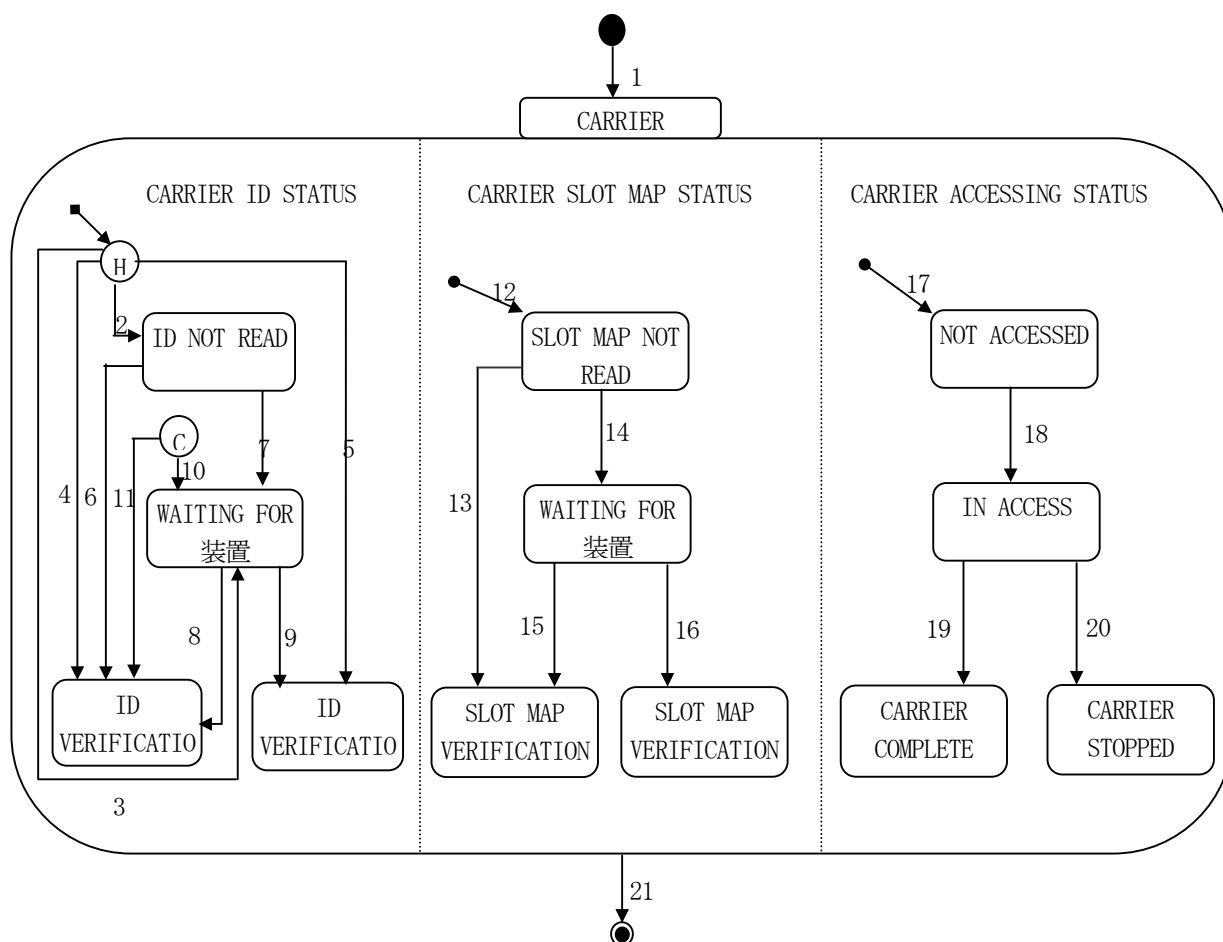 1
CARRIER
CARRIER ID STATUS
H
2
ID NOT READ
4
6
11
C
10
7
5
WAITING FOR
装置
8
9
ID
VERIFICATIO
ID
VERIFICATIO
3
CARRIER SLOT MAP STATUS
12
SLOT MAP NOT
READ
13
14
WAITING FOR
装置
15
16
SLOT MAP
VERIFICATION
SLOT MAP
VERIFICATION
CARRIER ACCESSING STATUS
17
NOT ACCESSED
18
IN ACCESS
19
20
CARRIER
COMPLETE
CARRIER
STOPPED
21